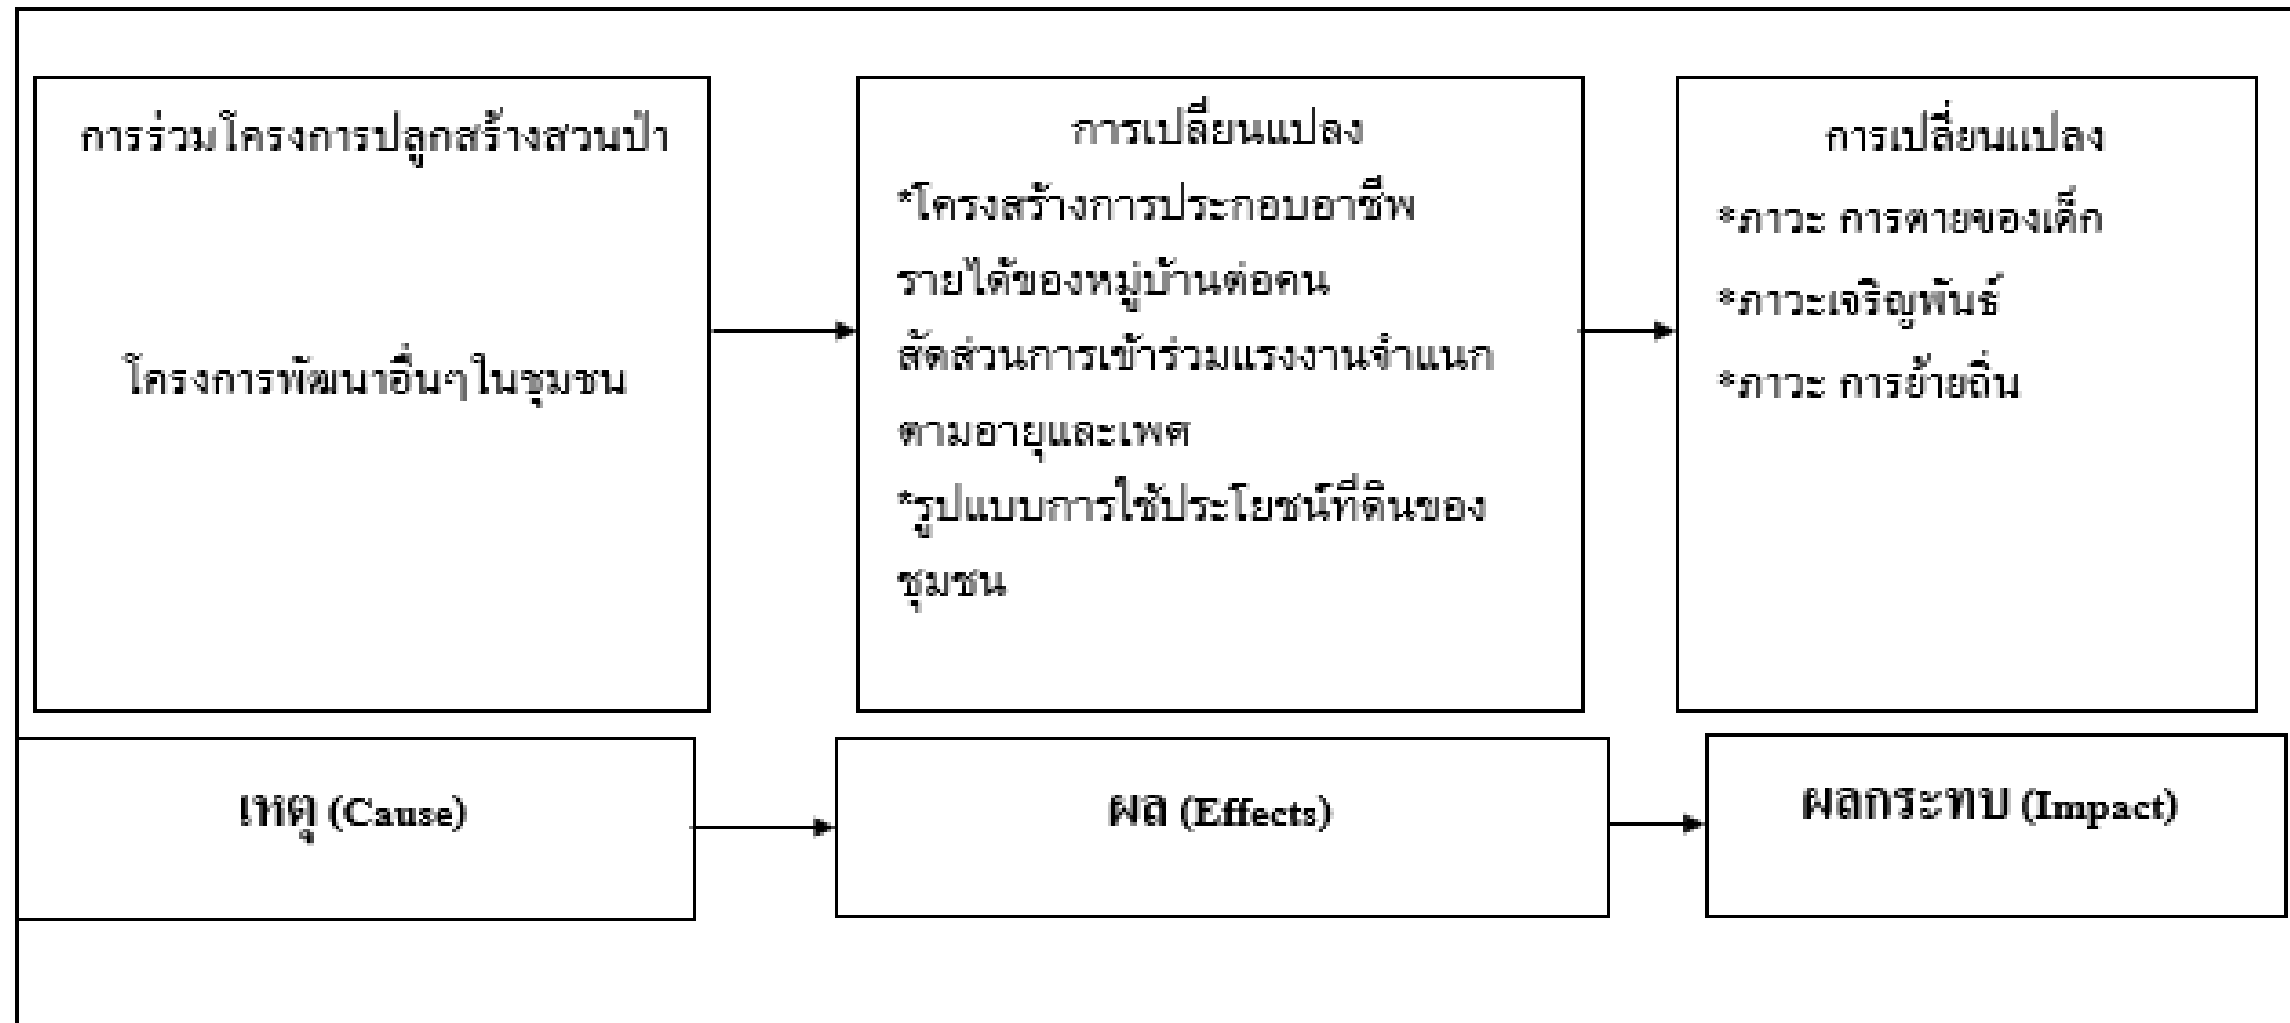 การร่วมโครงการปลูกสร้างสวนป่า
โครงการพัฒนาอื่นๆในชุมชน
การเปลี่ยนแปลง
*โครงสร้างการประกอบอาชีพ
รายได้ของหมู่บ้านต่อคน
สัดส่วนการเข้าร่วมแรงงานจำแนก
ตามอายุและเพศ
*รูปแบบการใช้ประโยชน์ที่ดินของ
ชุมชน
การเปลี่ยนแปลง
*ภาวะ การตายของเด็ก
*ภาวะเจริญพันธ์
*ภาวะ การย้ายถิ่น
เหตุ (Cause)
ผล (Effects)
ผลกระทบ (Impact)